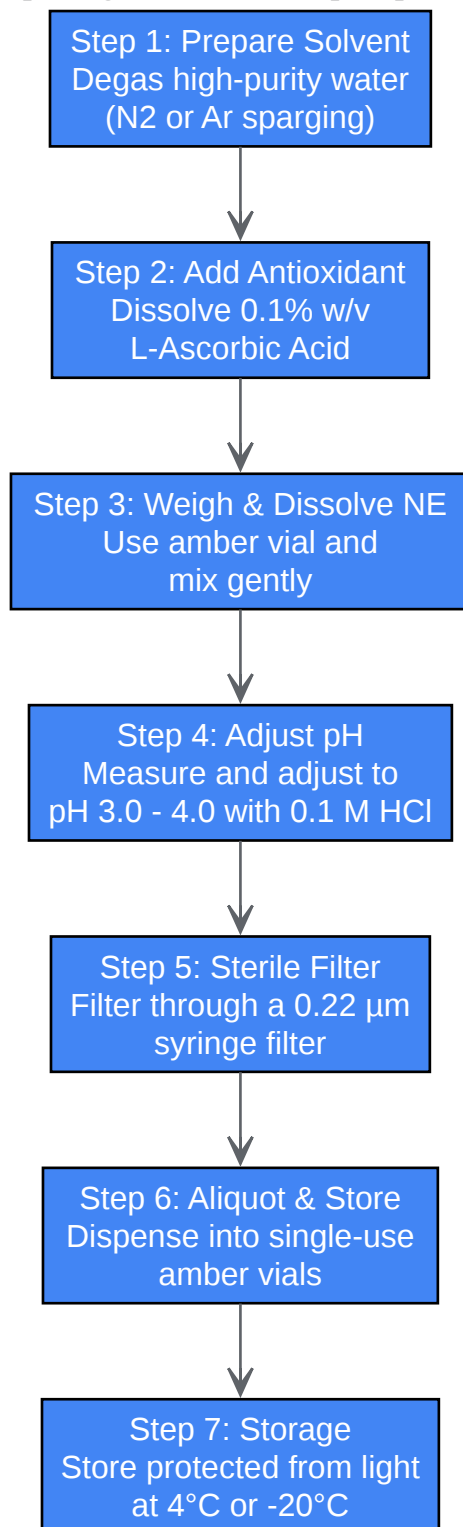 Step 1: Prepare Solvent
Degas high-purity water
(N2 or Ar sparging)
Step 2: Add Antioxidant
Dissolve 0.1% w/v
L-Ascorbic Acid
Step 3: Weigh & Dissolve NE
Use amber vial and
mix gently
Step 4: Adjust pH
Measure and adjust to
pH 3.0 - 4.0 with 0.1 M HCl
Step 5: Sterile Filter
Filter through a 0.22 µm
syringe filter
Step 6: Aliquot & Store
Dispense into single-use
amber vials
Step 7: Storage
Store protected from light
at 4°C or -20°C